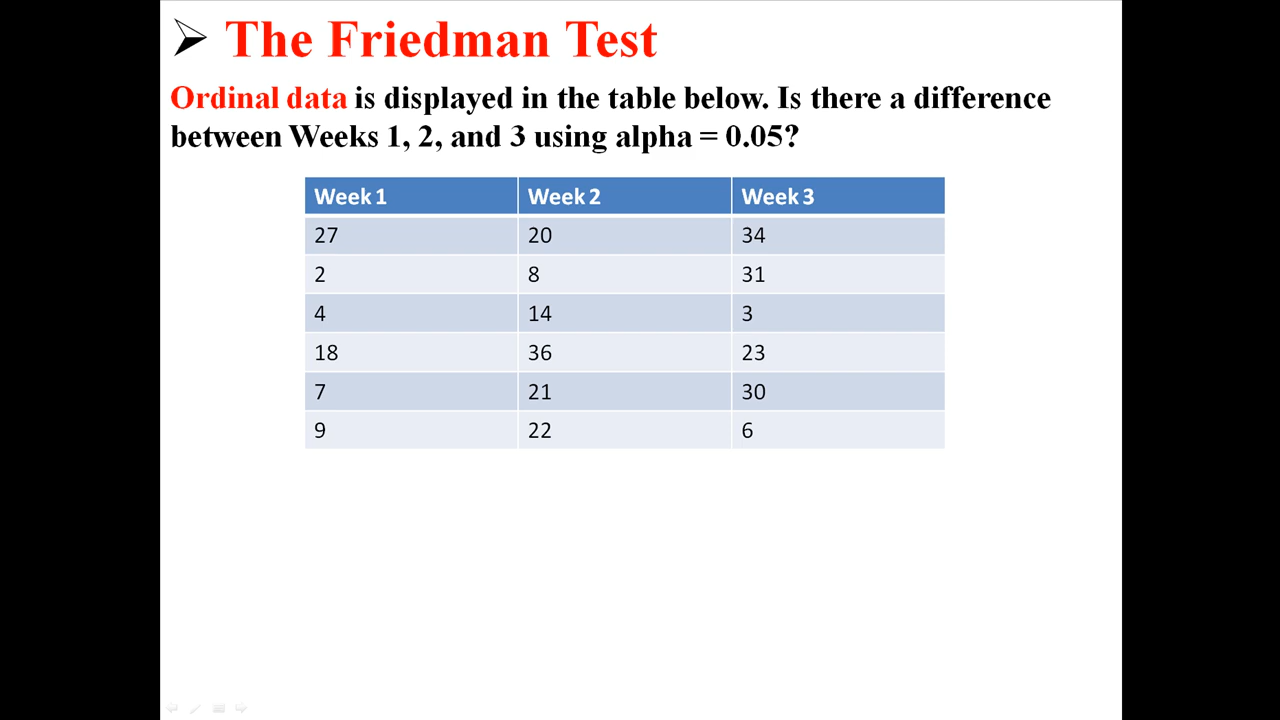 The Friedman Test
Ordinal data is displayed in the table below. Is there a difference
between Weeks 1, 2, and 3 using alpha = 0.05?
Week 1 Week 2 Week 3
27 20 34
2 8 31
4 14 3
18 36 23
7 21 30
9 22 6